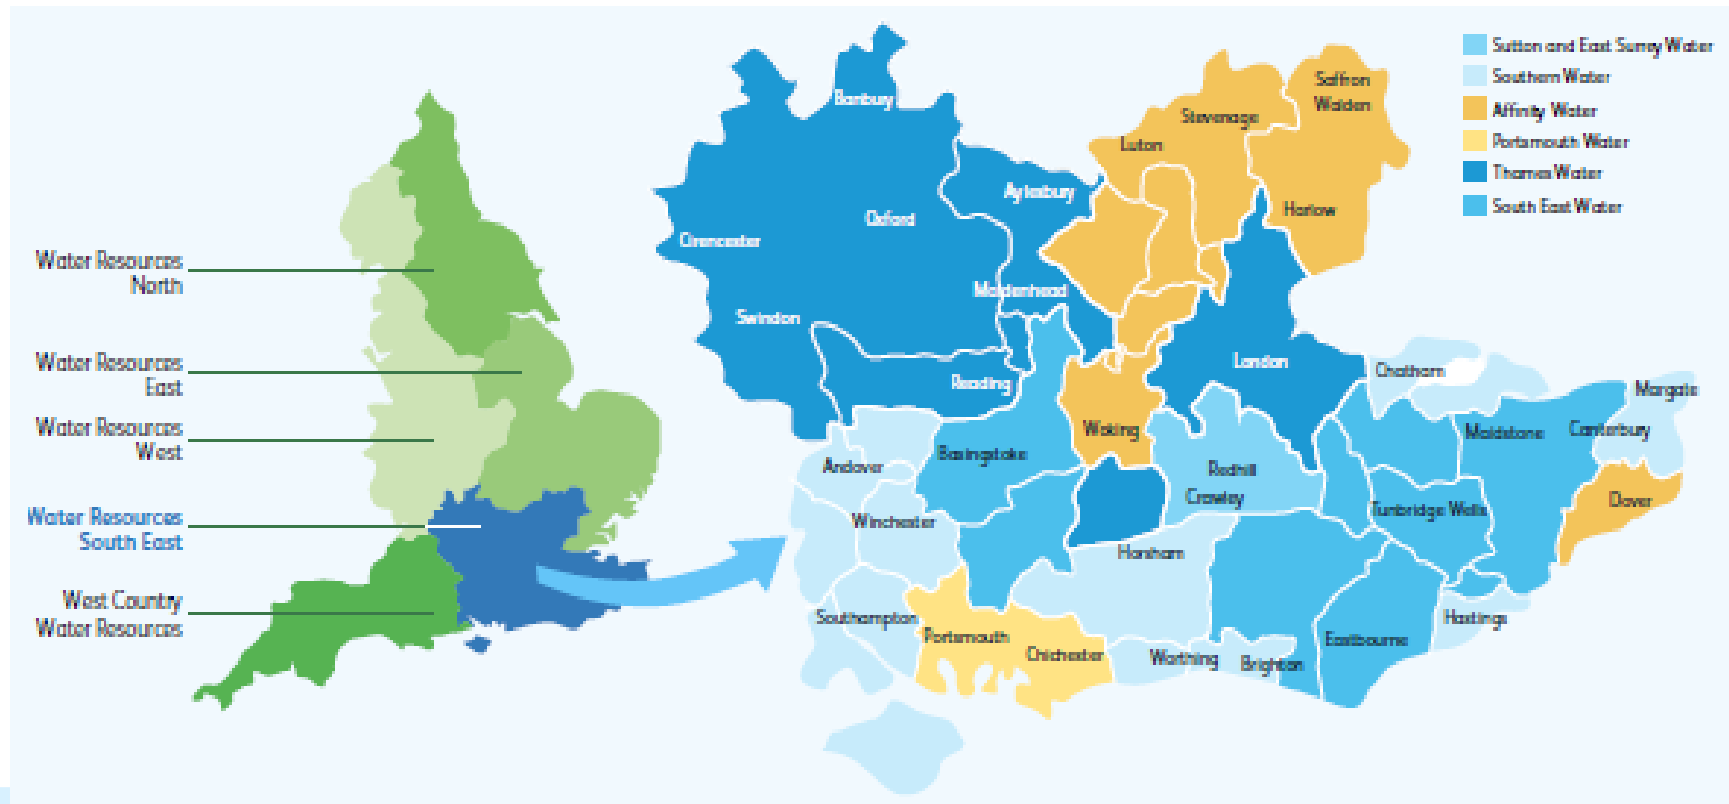 Water Resources
North
Water Resources
East
Water Resources
West
Water Resources
South East
West Country
Water Resources
Sutton and East Surrey Water
Southern Water
Affinity Water
Portsmouth Water
Thames Water
South East Water
Banbury
Saffron
Walden
Stevenage
Luton
Aylesbury
Harlow
Oxford
Cirencester
Maidenhead
Swindon
London
Reading
Chatham
Margate
Woking
Maidstone
Canterbury
Basingstoke
Andover
Redhill
Crawley
Dover
Tunbridge Wells
Winchester
Horsham
Southampton
Hastings
Portsmouth
Eastbourne
Chichester
Worthing
Brighton